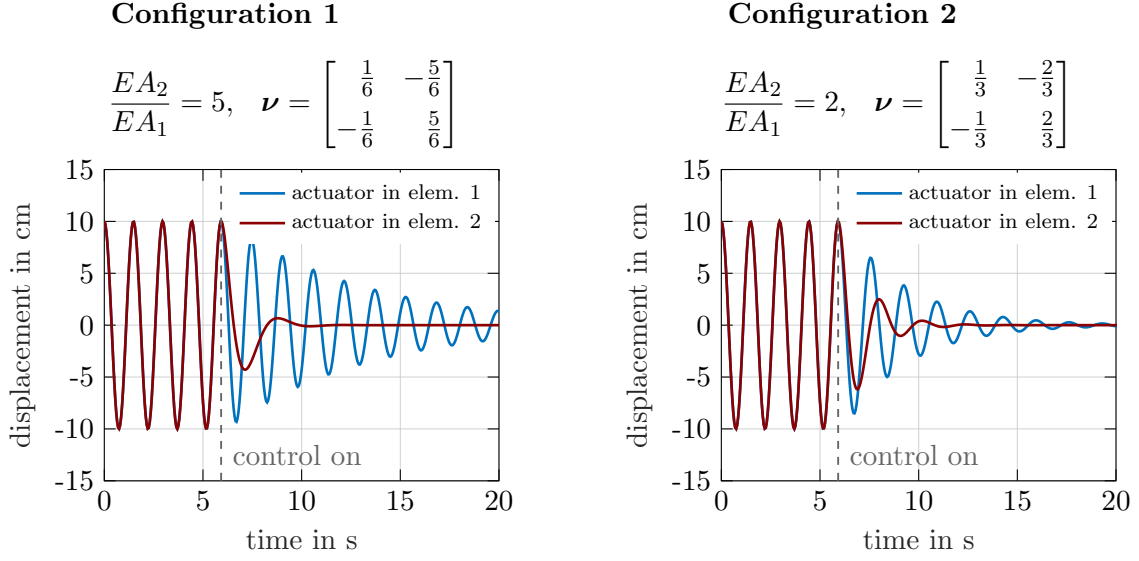 Configuration 1
EA₂/EA₁ = 5, ν = [1/6 -5/6; -1/6 5/6]
15
10
5
0
-5
-10
-15
0 5 10 15 20
displacement in cm
time in s
actuator in elem. 1
actuator in elem. 2
control on
Configuration 2
EA₂/EA₁ = 2, ν = [1/3 -2/3; -1/3 2/3]
15
10
5
0
-5
-10
-15
0 5 10 15 20
displacement in cm
time in s
actuator in elem. 1
actuator in elem. 2
control on